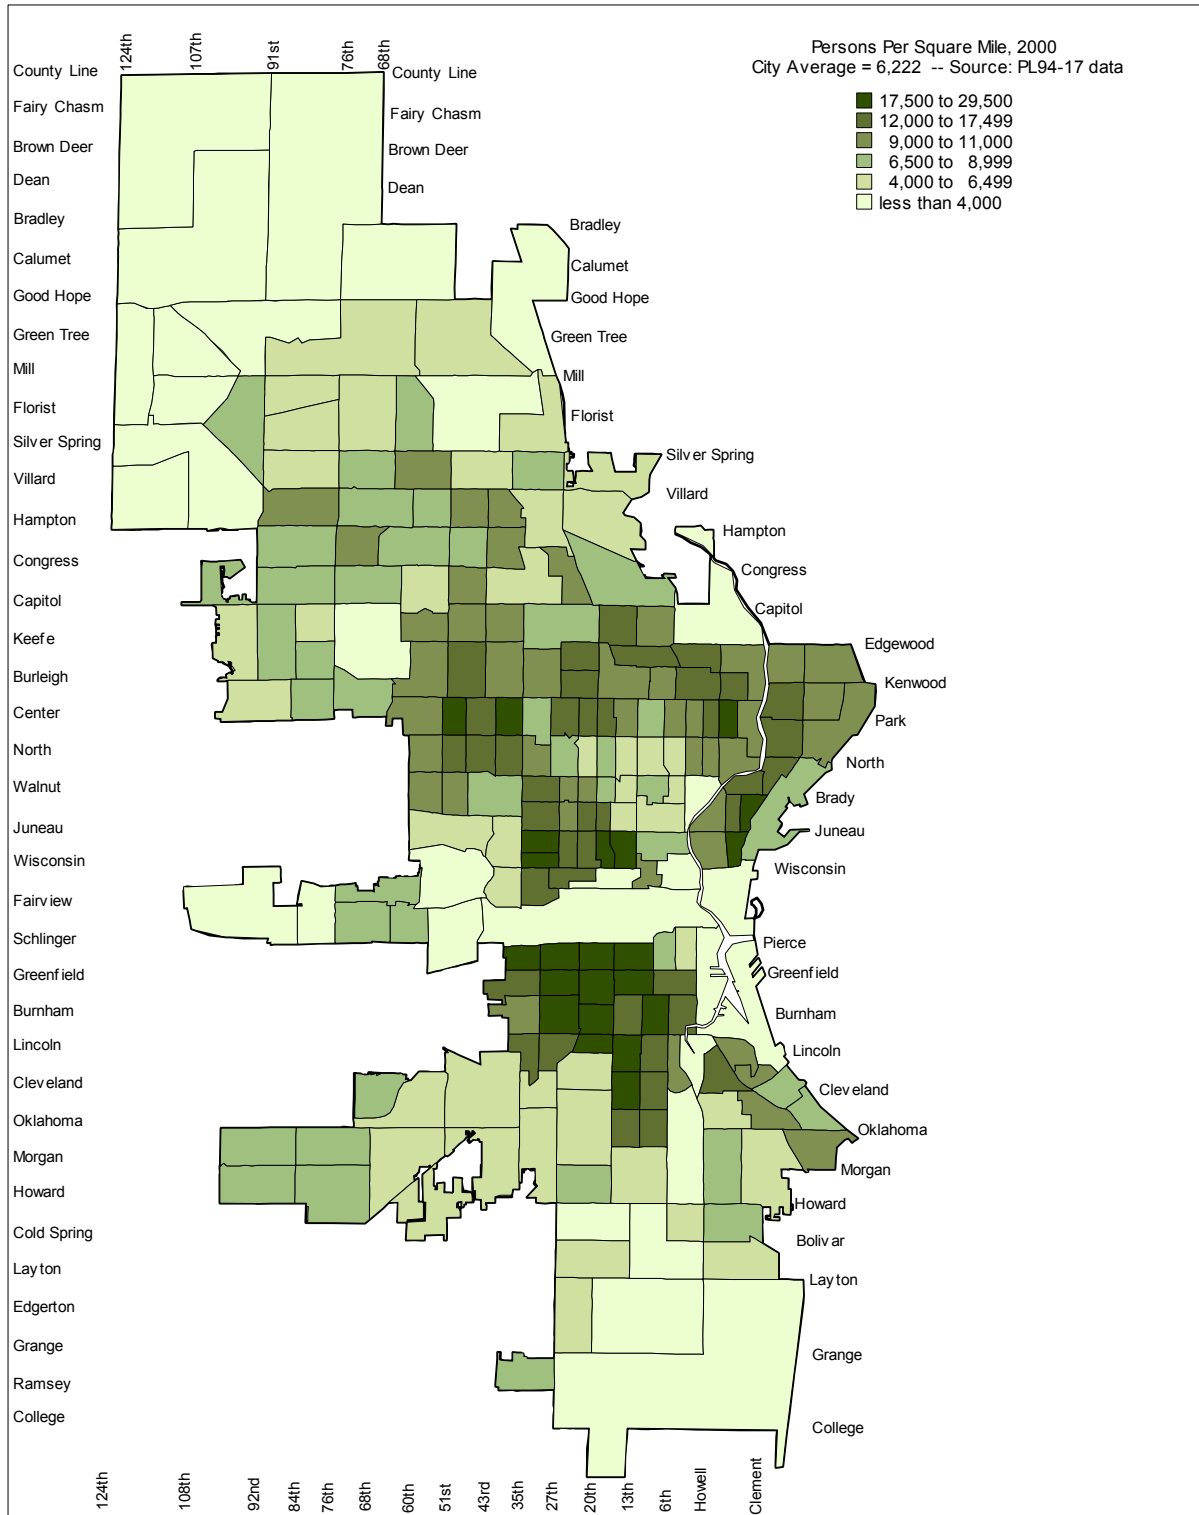 124th
107th
91st
76th
68th
Persons Per Square Mile, 2000
City Average = 6,222 -- Source: PL94-17 data
17,500 to 29,500
12,000 to 17,499
9,000 to 11,000
6,500 to 8,999
4,000 to 6,499
less than 4,000
County Line
Fairy Chasm
Brown Deer
Dean
Bradley
Calumet
Good Hope
Green Tree
Mill
Florist
Silver Spring
Villard
Hampton
Congress
Capitol
Keefe
Burleigh
Center
North
Walnut
Juneau
Wisconsin
Fairview
Schlinger
Greenfield
Burnham
Lincoln
Cleveland
Oklahoma
Morgan
Howard
Cold Spring
Layton
Edgerton
Grange
Ramsey
College
County Line
Fairy Chasm
Brown Deer
Dean
Bradley
Calumet
Good Hope
Green Tree
Mill
Florist
Silver Spring
Villard
Hampton
Congress
Capitol
Edgewood
Kenwood
Park
North
Brady
Juneau
Wisconsin
Pierce
Greenfield
Burnham
Lincoln
Cleveland
Oklahoma
Morgan
Howard
Bolivar
Layton
Grange
College
124th
108th
92nd
84th
76th
68th
60th
51st
43rd
35th
27th
20th
13th
6th
Howell
Clement